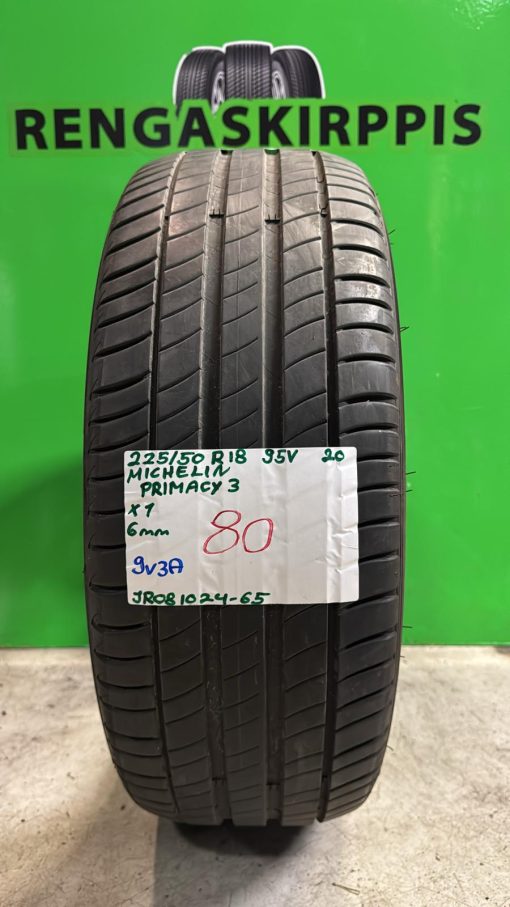 RENGASKIRPPIS
225/50 R18 95V 20
MICHELIN
PRIMACY 3
X1
6mm
80
9V3A
JR081024-65